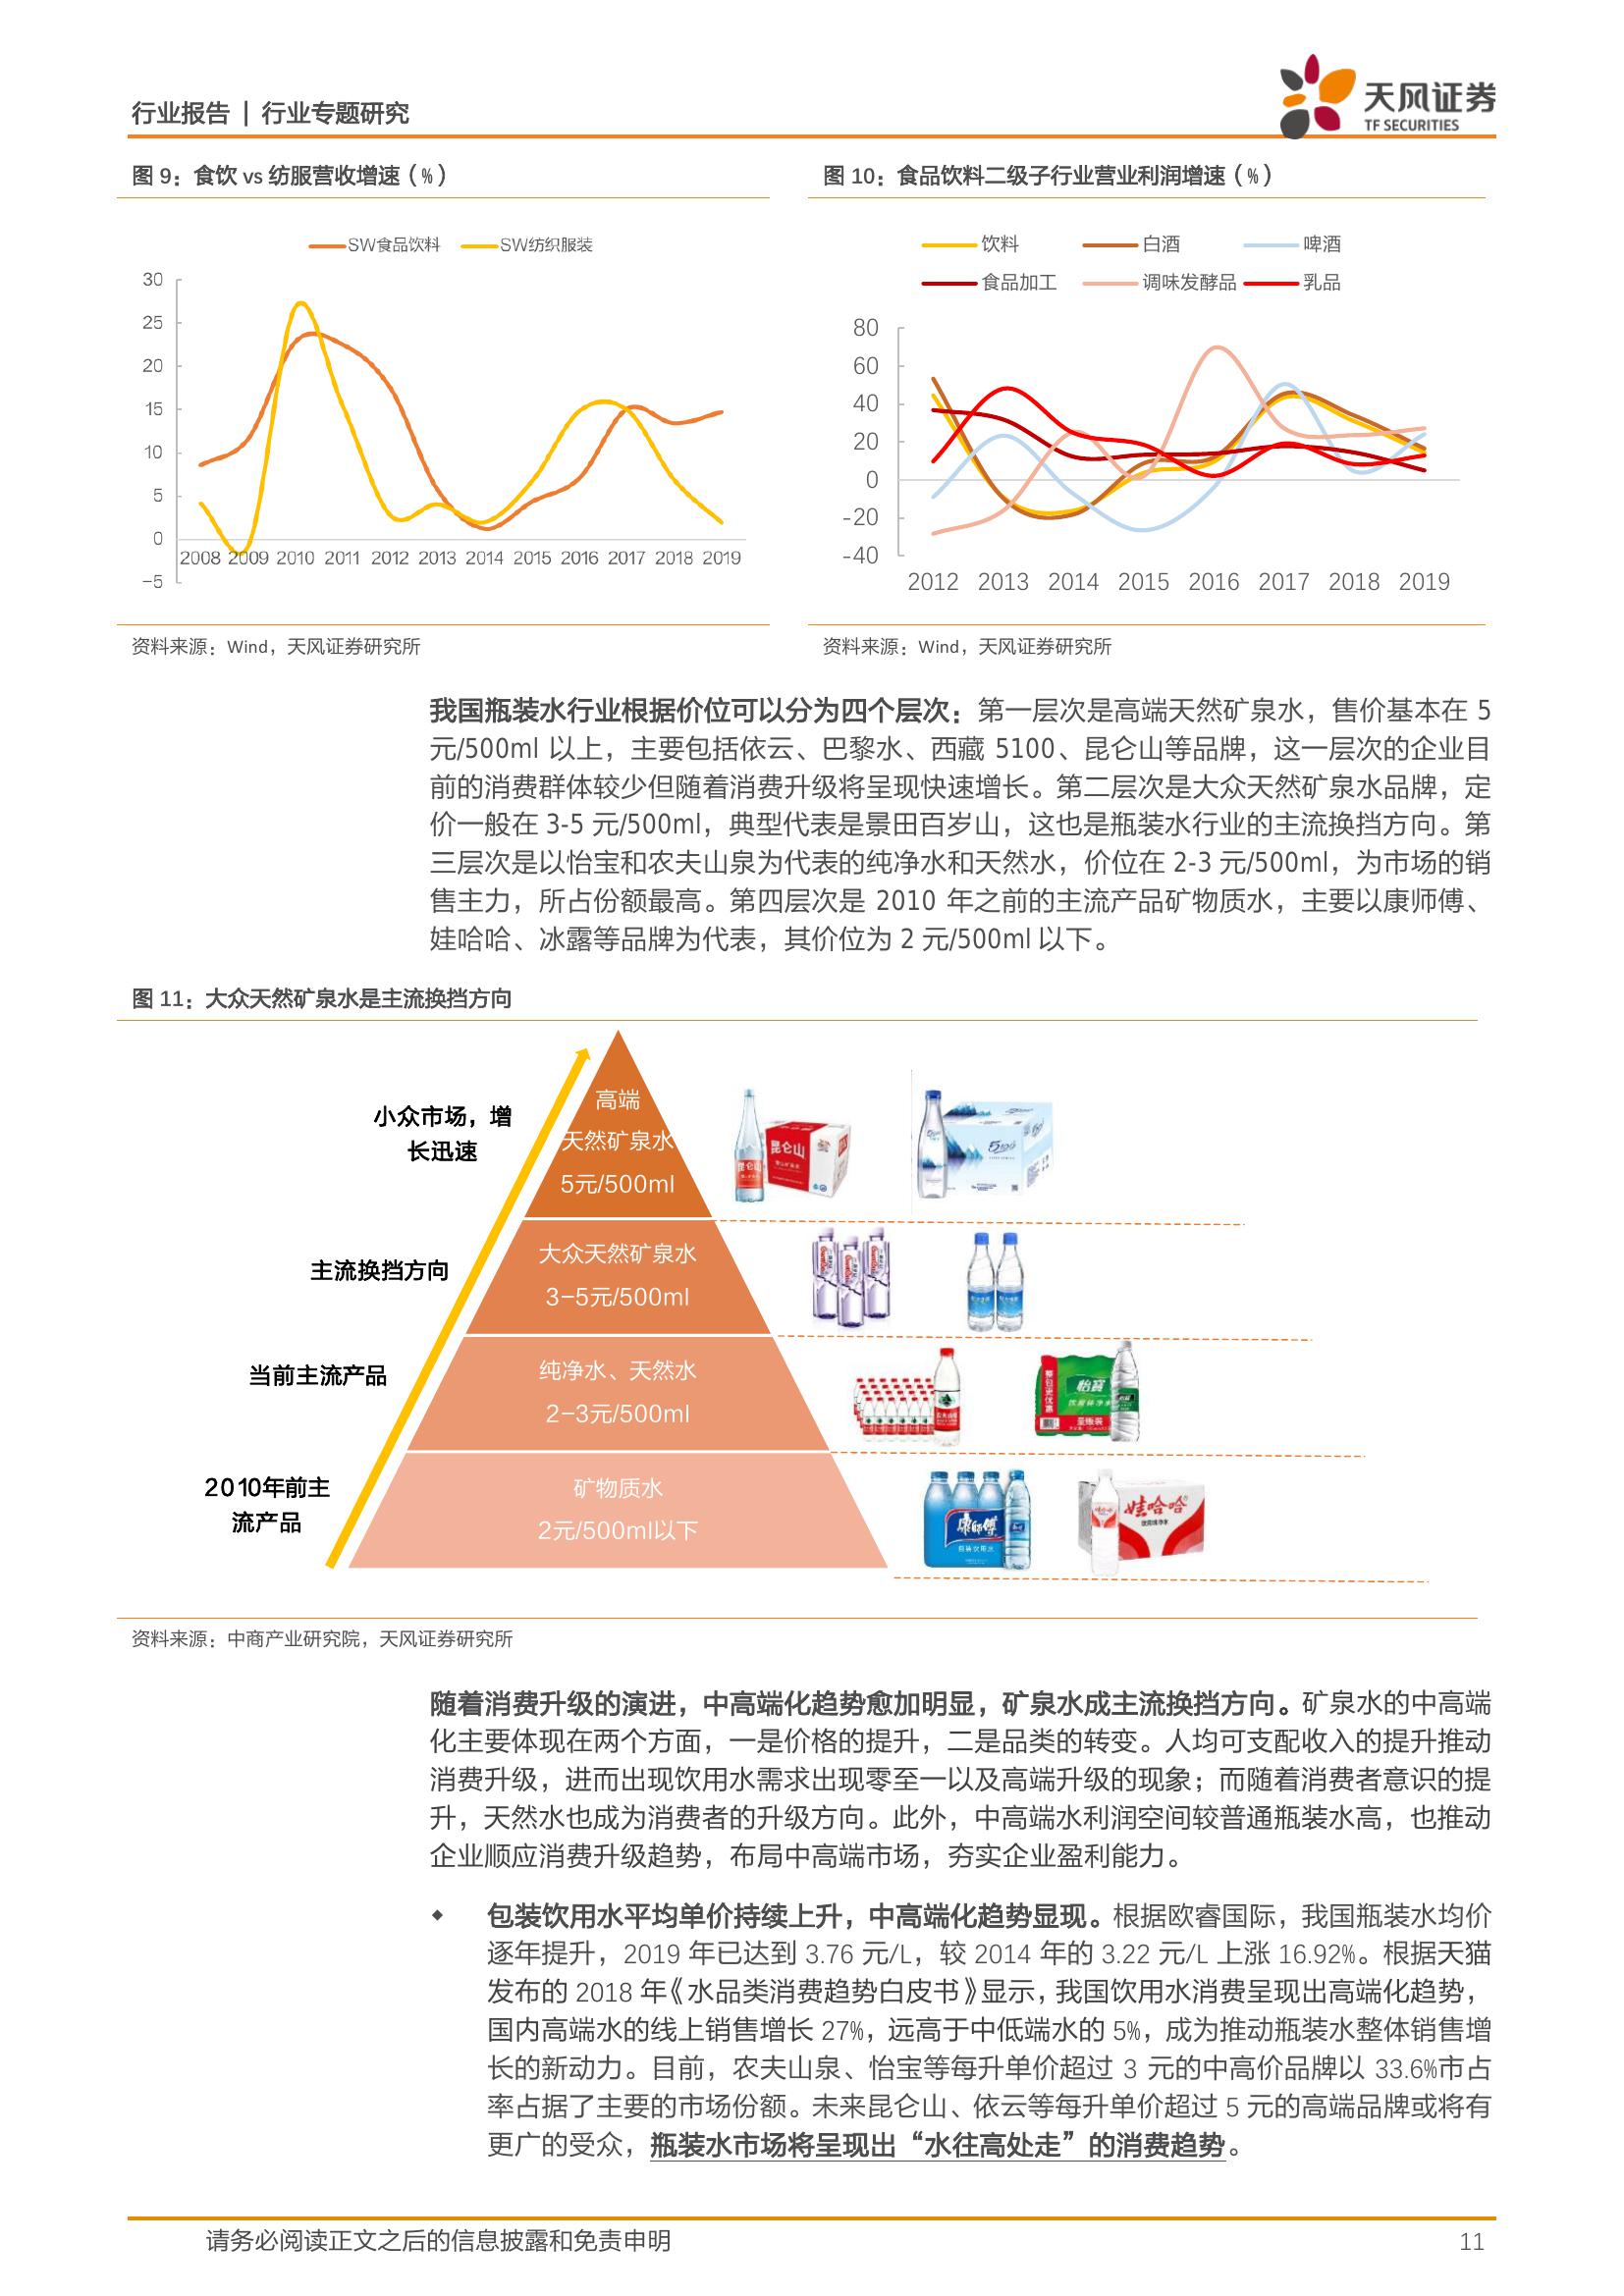 行业报告 | 行业专题研究
天风证券
TF SECURITIES
图 9：食饮 vs 纺服营收增速（%）
SW食品饮料 SW纺织服装
30
25
20
15
10
5
0
-5
2008 2009 2010 2011 2012 2013 2014 2015 2016 2017 2018 2019
资料来源：Wind，天风证券研究所
图 10：食品饮料二级子行业营业利润增速（%）
饮料 白酒 啤酒
食品加工 调味发酵品 乳品
80
60
40
20
0
-20
-40
2012 2013 2014 2015 2016 2017 2018 2019
资料来源：Wind，天风证券研究所
我国瓶装水行业根据价位可以分为四个层次：第一层次是高端天然矿泉水，售价基本在 5
元/500ml 以上，主要包括依云、巴黎水、西藏 5100、昆仑山等品牌，这一层次的企业目
前的消费群体较少但随着消费升级将呈现快速增长。第二层次是大众天然矿泉水品牌，定
价一般在 3-5 元/500ml，典型代表是景田百岁山，这也是瓶装水行业的主流换挡方向。第
三层次是以怡宝和农夫山泉为代表的纯净水和天然水，价位在 2-3 元/500ml，为市场的销
售主力，所占份额最高。第四层次是 2010 年之前的主流产品矿物质水，主要以康师傅、
娃哈哈、冰露等品牌为代表，其价位为 2 元/500ml 以下。
图 11：大众天然矿泉水是主流换挡方向
小众市场，增
长迅速
高端
天然矿泉水
5元/500ml
昆仑山
昆仑山
5100
主流换挡方向
大众天然矿泉水
3-5元/500ml
当前主流产品
纯净水、天然水
2-3元/500ml
怡宝
2010年前主
流产品
矿物质水
2元/500ml以下
康师傅
包装饮用水
娃哈哈
资料来源：中商产业研究院，天风证券研究所
随着消费升级的演进，中高端化趋势愈加明显，矿泉水成主流换挡方向。矿泉水的中高端
化主要体现在两个方面，一是价格的提升，二是品类的转变。人均可支配收入的提升推动
消费升级，进而出现饮用水需求出现零至一以及高端升级的现象；而随着消费者意识的提
升，天然水也成为消费者的升级方向。此外，中高端水利润空间较普通瓶装水高，也推动
企业顺应消费升级趋势，布局中高端市场，夯实企业盈利能力。
◆ 包装饮用水平均单价持续上升，中高端化趋势显现。根据欧睿国际，我国瓶装水均价
逐年提升，2019 年已达到 3.76 元/L，较 2014 年的 3.22 元/L 上涨 16.92%。根据天猫
发布的 2018 年《水品类消费趋势白皮书》显示，我国饮用水消费呈现出高端化趋势，
国内高端水的线上销售增长 27%，远高于中低端水的 5%，成为推动瓶装水整体销售增
长的新动力。目前，农夫山泉、怡宝等每升单价超过 3 元的中高价品牌以 33.6%市占
率占据了主要的市场份额。未来昆仑山、依云等每升单价超过 5 元的高端品牌或将有
更广的受众，瓶装水市场将呈现出“水往高处走”的消费趋势。
请务必阅读正文之后的信息披露和免责申明
11